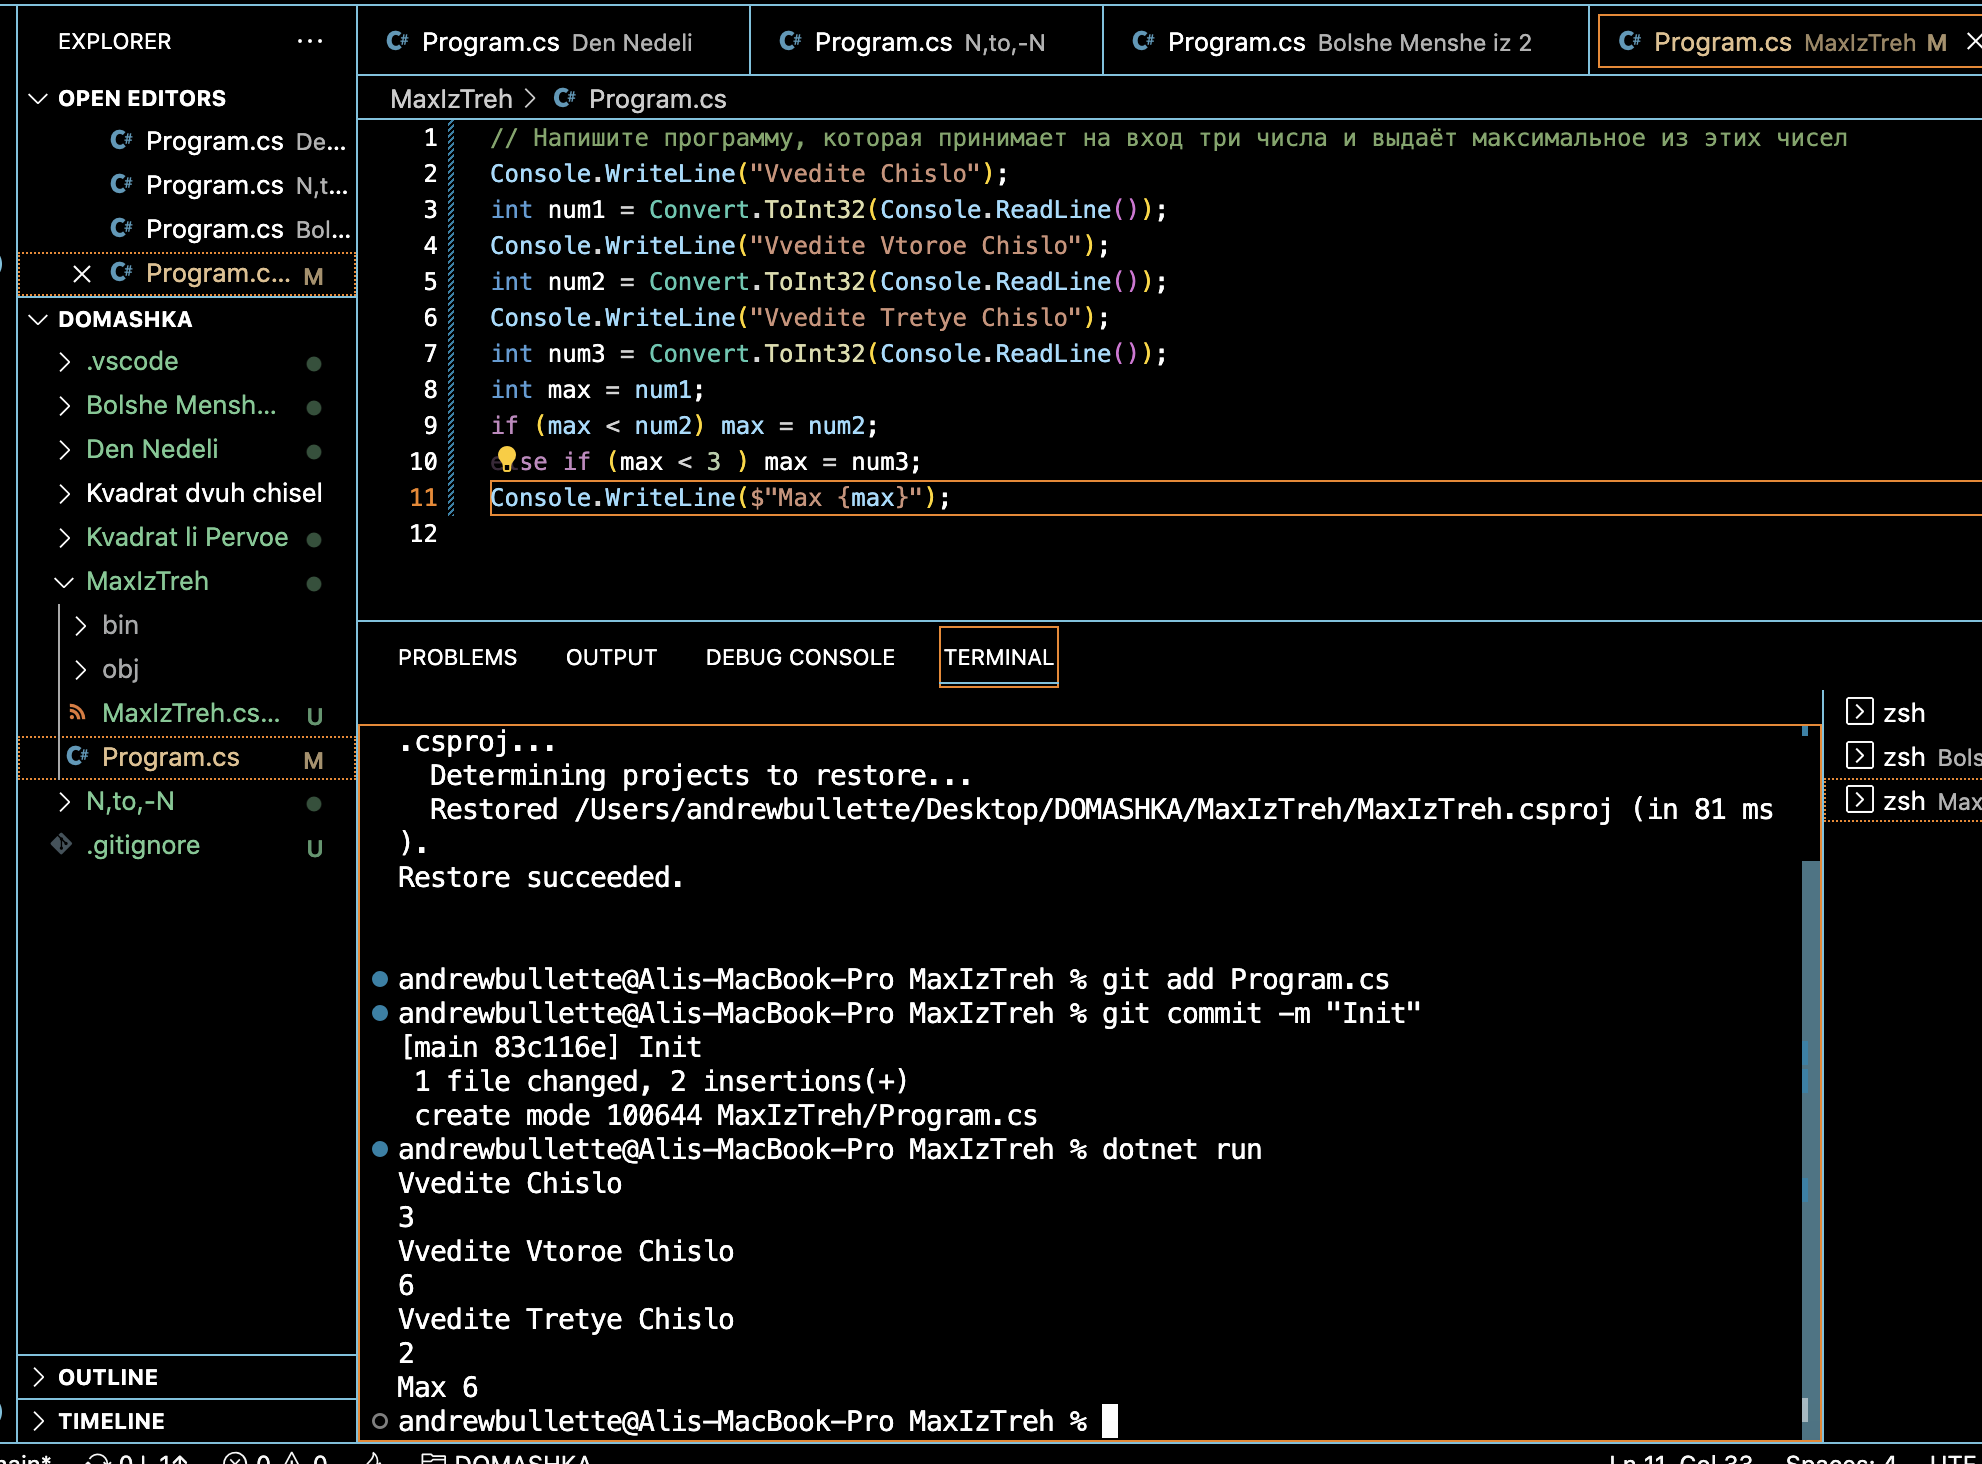 EXPLORER
OPEN EDITORS
Program.cs De...
Program.cs N,t...
Program.cs Bol...
Program.c... M
DOMASHKA
.vscode
Bolshe Mensh...
Den Nedeli
Kvadrat dvuh chisel
Kvadrat li Pervoe
MaxIzTreh
bin
obj
MaxIzTreh.cs... U
Program.cs M
N,to,-N
.gitignore U
OUTLINE
TIMELINE
Program.cs Den Nedeli
Program.cs N,to,-N
Program.cs Bolshe Menshe iz 2
Program.cs MaxIzTreh M
MaxIzTreh > Program.cs
1 // Напишите программу, которая принимает на вход три числа и выдаёт максимальное из этих чисел
2 Console.WriteLine("Vvedite Chislo");
3 int num1 = Convert.ToInt32(Console.ReadLine());
4 Console.WriteLine("Vvedite Vtoroe Chislo");
5 int num2 = Convert.ToInt32(Console.ReadLine());
6 Console.WriteLine("Vvedite Tretye Chislo");
7 int num3 = Convert.ToInt32(Console.ReadLine());
8 int max = num1;
9 if (max < num2) max = num2;
10 else if (max < 3 ) max = num3;
11 Console.WriteLine($"Max {max}");
12
PROBLEMS OUTPUT DEBUG CONSOLE TERMINAL
.csproj...
Determining projects to restore...
Restored /Users/andrewbullette/Desktop/DOMASHKA/MaxIzTreh/MaxIzTreh.csproj (in 81 ms
).
Restore succeeded.
andrewbullette@Alis-MacBook-Pro MaxIzTreh % git add Program.cs
andrewbullette@Alis-MacBook-Pro MaxIzTreh % git commit -m "Init"
[main 83c116e] Init
1 file changed, 2 insertions(+)
create mode 100644 MaxIzTreh/Program.cs
andrewbullette@Alis-MacBook-Pro MaxIzTreh % dotnet run
Vvedite Chislo
3
Vvedite Vtoroe Chislo
6
Vvedite Tretye Chislo
2
Max 6
andrewbullette@Alis-MacBook-Pro MaxIzTreh %
zsh
zsh Bols
zsh Max
DOMASHKA
Ln 11, Col 33 Spaces: 4 UTF